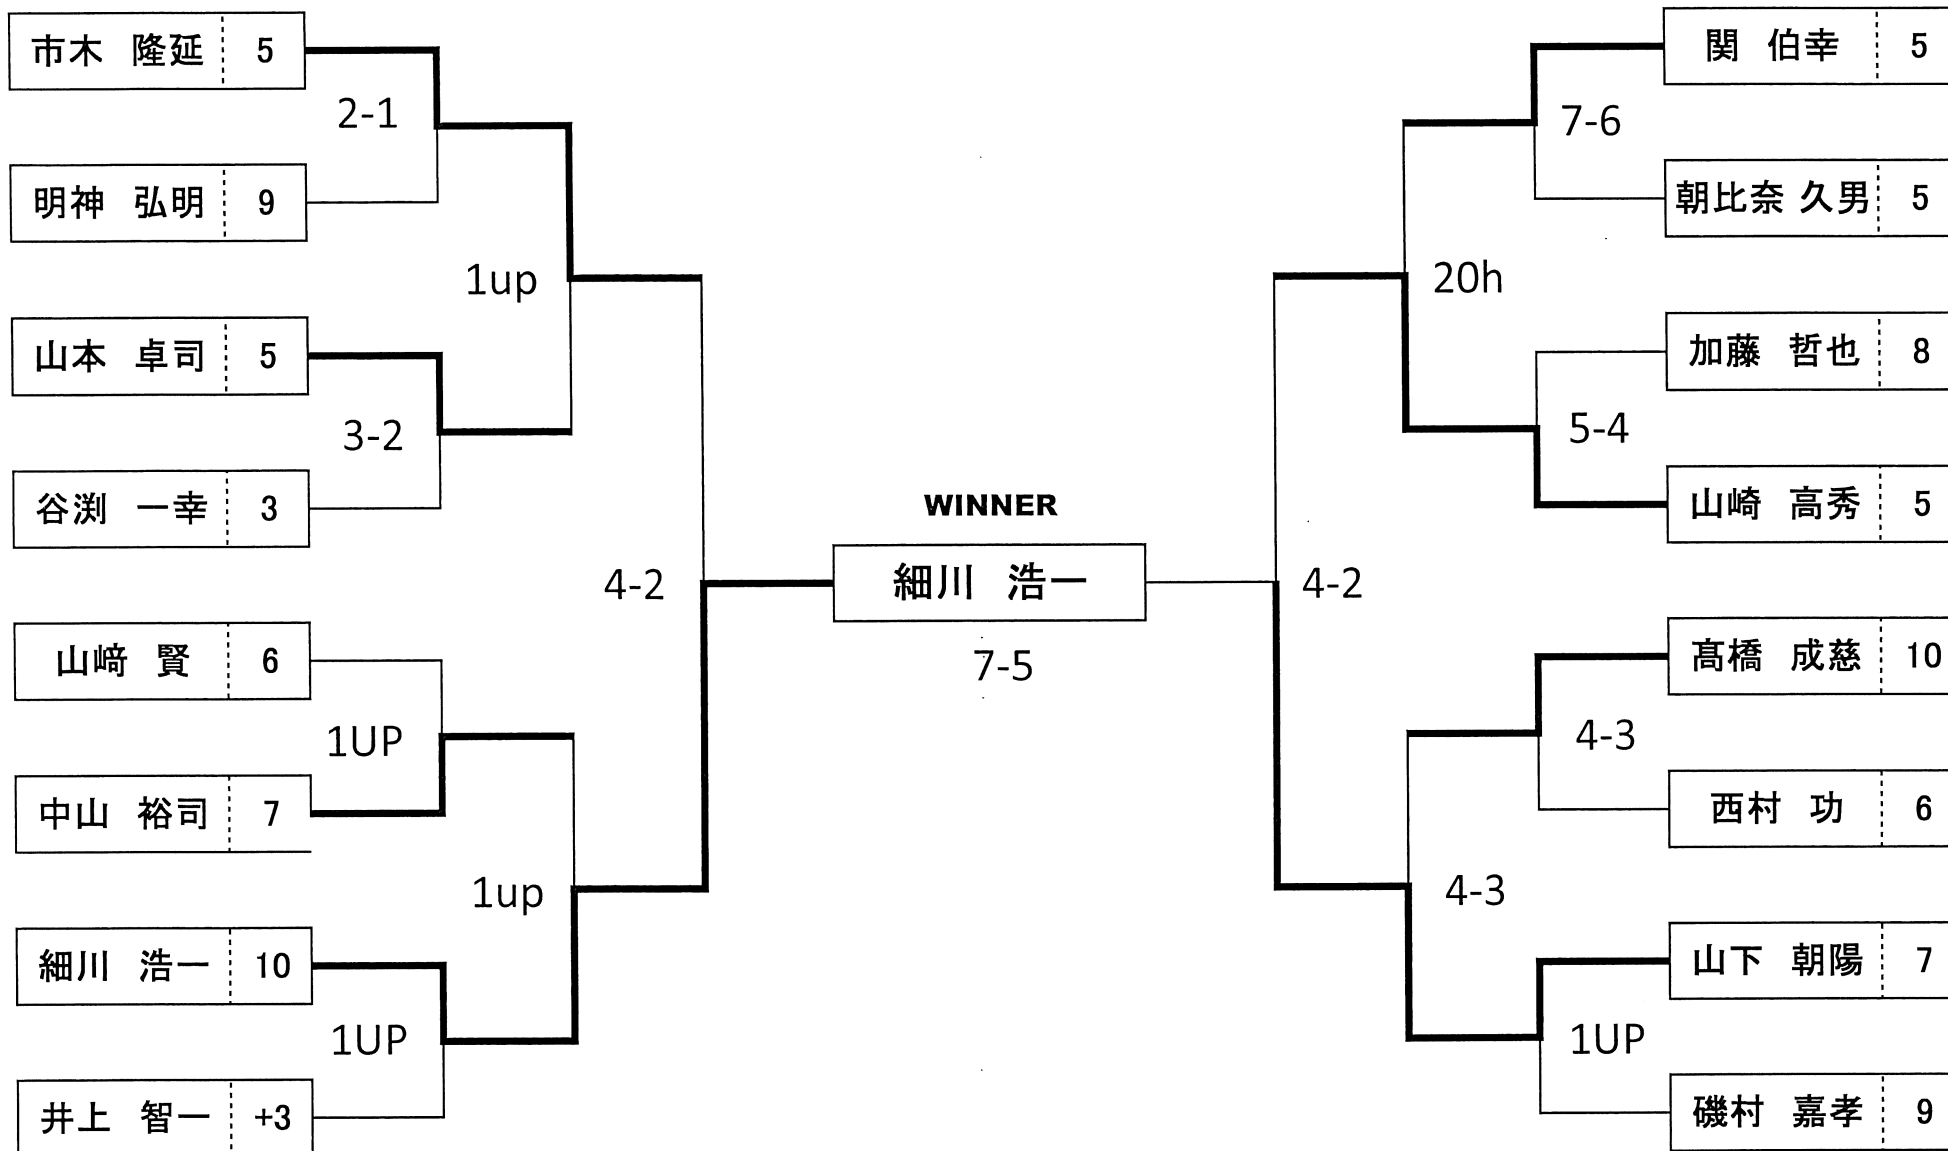 市木 隆延 5
2-1
明神 弘明 9
1up
山本 卓司 5
3-2
谷渕 一幸 3
4-2
山﨑 賢 6
1UP
中山 裕司 7
1up
細川 浩一 10
1UP
井上 智一 +3
WINNER
細川 浩一
7-5
関 伯幸 5
7-6
朝比奈 久男 5
20h
加藤 哲也 8
5-4
山崎 高秀 5
4-2
髙橋 成慈 10
4-3
西村 功 6
4-3
山下 朝陽 7
1UP
磯村 嘉孝 9